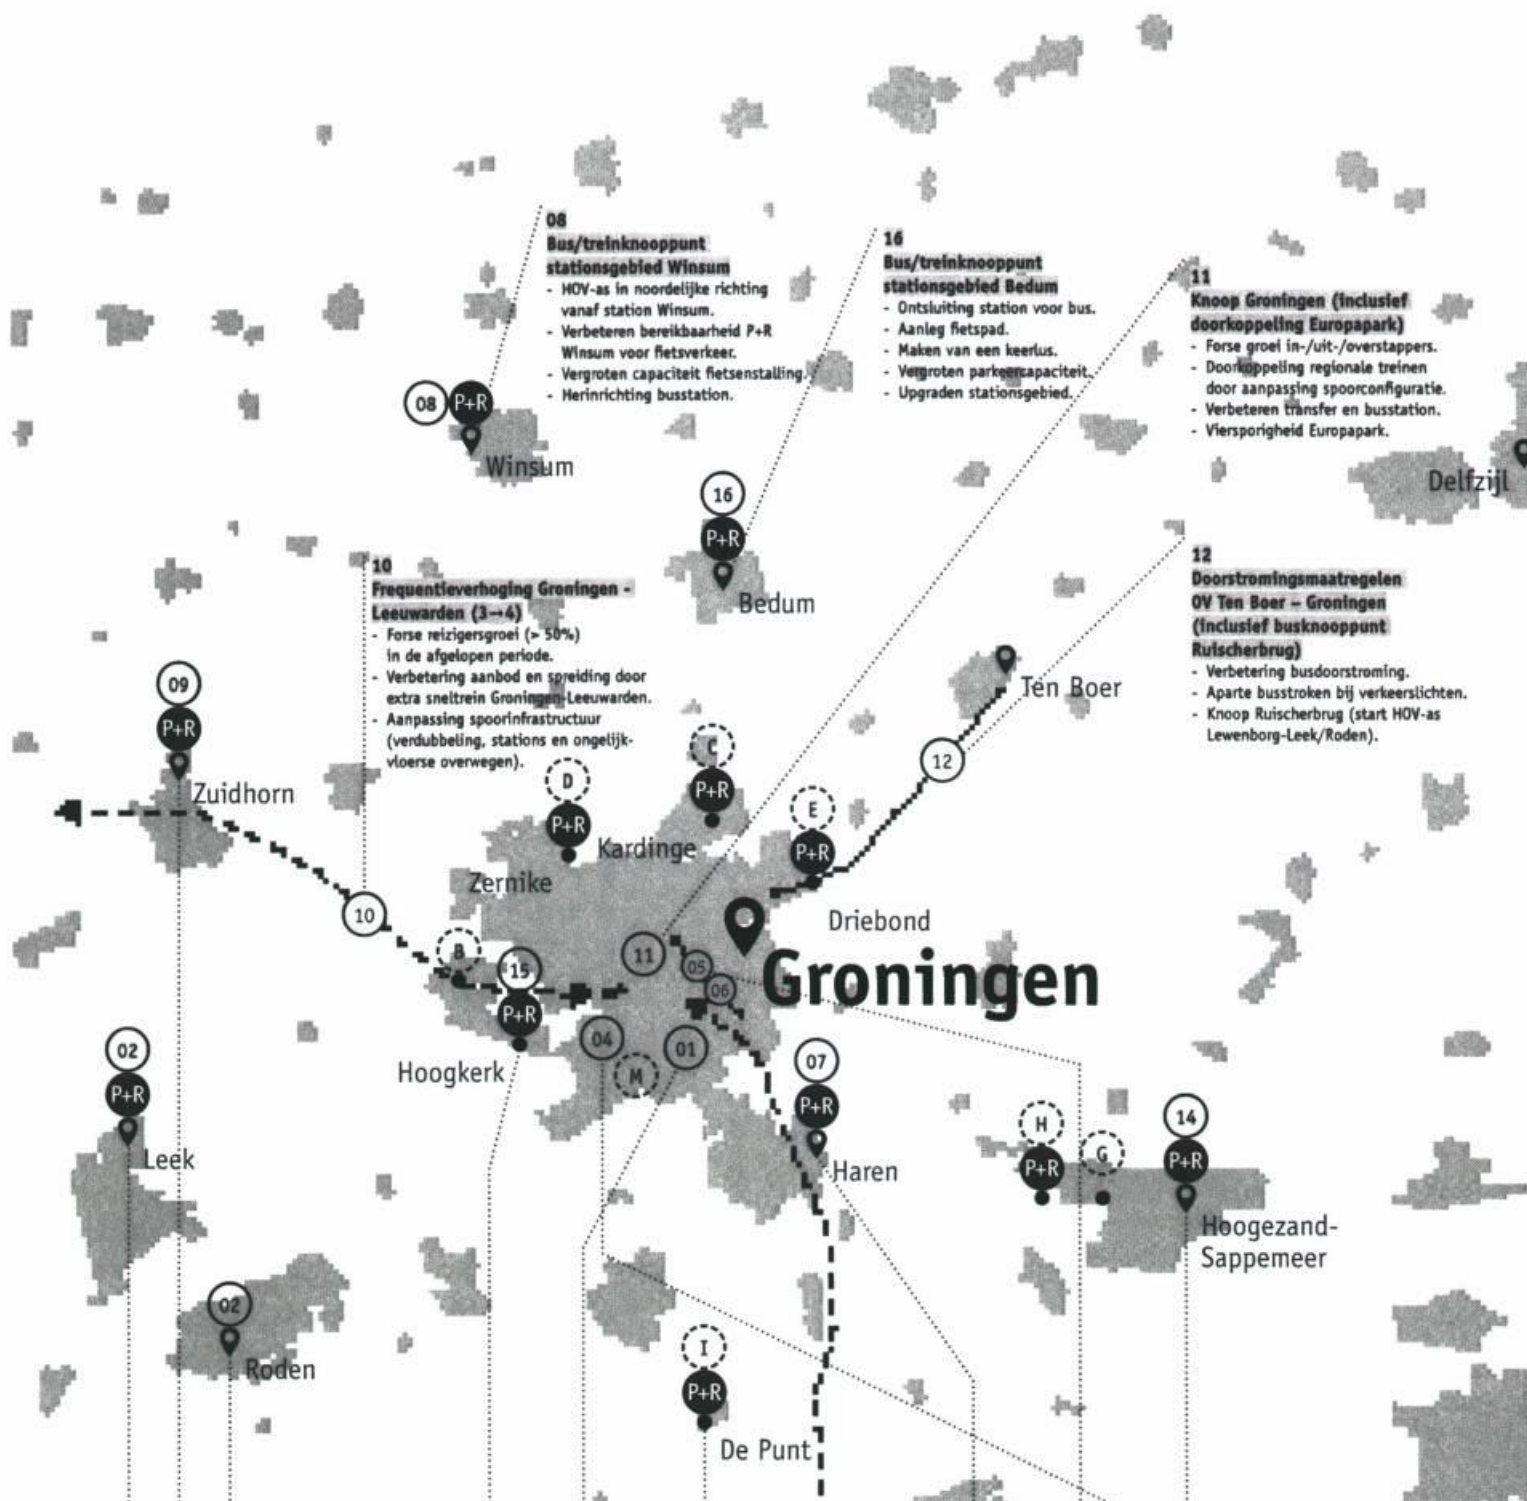 08
Bus/treinknooppunt
stationsgebied Winsum
- HOV-as in noordelijke richting
vanaf station Winsum.
- Verbeteren bereikbaarheid P+R
Winsum voor fietsverkeer.
- Vergroten capaciteit fietsenstalling.
- Herinrichting busstation.
16
Bus/treinknooppunt
stationsgebied Bedum
- Ontsluiting station voor bus.
- Aanleg fietspad.
- Maken van een keerlus.
- Vergroten parkeercapaciteit.
- Upgraden stationsgebied.
11
Knoop Groningen (inclusief
doorkoppeling Europapark)
- Forse groei in-/uit-/overstappers.
- Doorkoppeling regionale treinen
door aanpassing spoorconfiguratie.
- Verbeteren transfer en busstation.
- Viersporigheid Europapark.
08 P+R
Winsum
Delfzijl
16
P+R
Bedum
10
Frequentieverhoging Groningen -
Leeuwarden (3→4)
- Forse reizigersgroei (> 50%)
in de afgelopen periode.
- Verbetering aanbod en spreiding door
extra sneltrein Groningen-Leeuwarden.
- Aanpassing spoorinfrastructuur
(verdubbeling, stations en ongelijk-
vloerse overwegen).
12
Doorstromingsmaatregelen
OV Ten Boer – Groningen
(inclusief busknooppunt
Ruischerbrug)
- Verbetering busdoorstroming.
- Aparte busstroken bij verkeerslichten.
- Knoop Ruischerbrug (start HOV-as
Lewenborg-Leek/Roden).
Ten Boer
12
09
P+R
Zuidhorn
D
P+R
C
P+R
E
P+R
Kardinge
Zernike
10
Driebond
B
15
P+R
11
05
06
Groningen
04
M
01
Hoogkerk
07
P+R
Haren
02
P+R
Leek
H
P+R
G
14
P+R
Hoogezand-
Sappemeer
02
Roden
I
P+R
De Punt